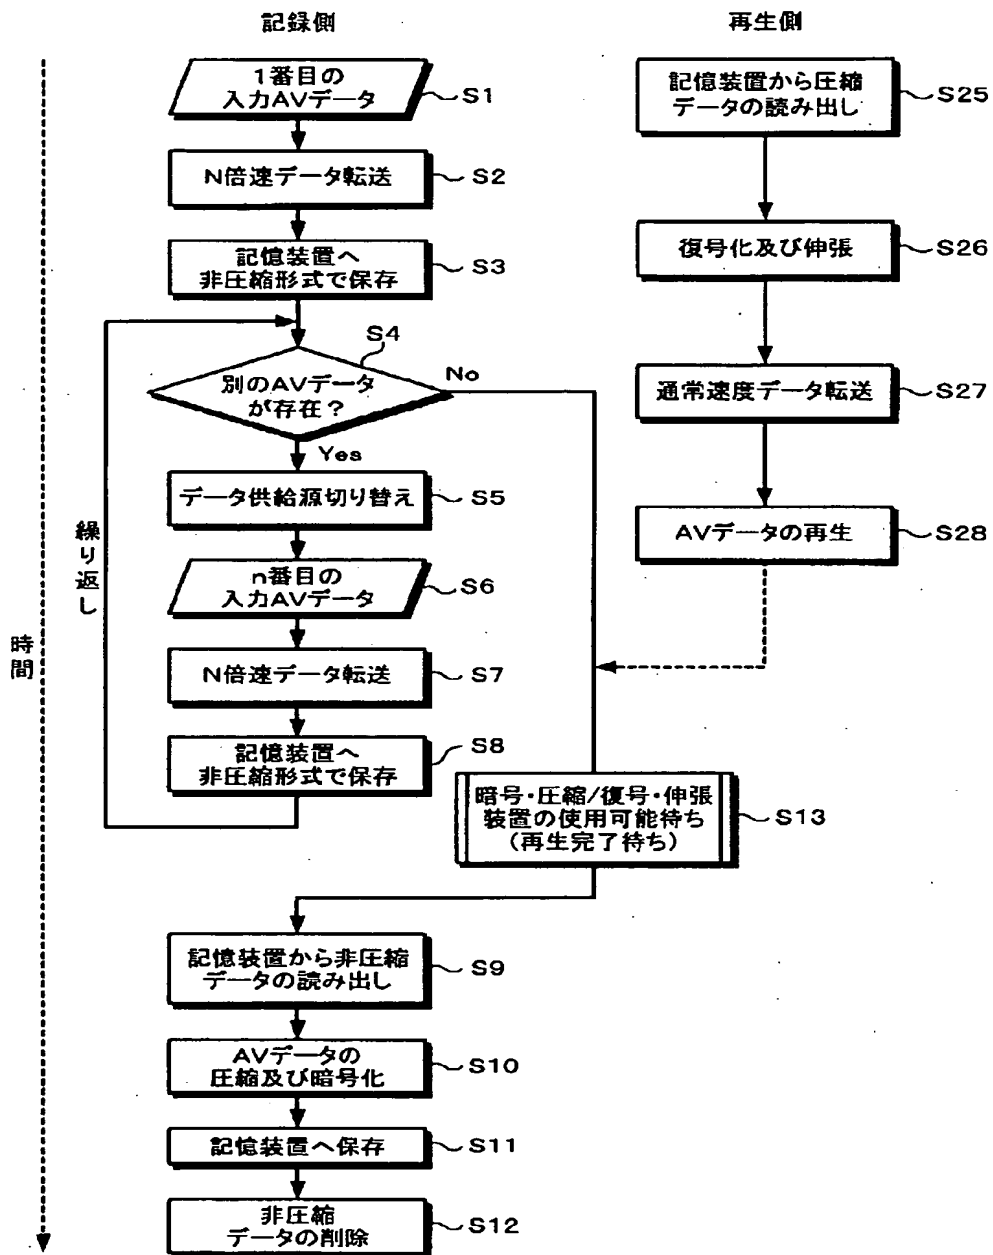 記録側
1番目の
入力AVデータ
S1
N倍速データ転送
S2
記憶装置へ
非圧縮形式で保存
S3
S4
別のAVデータ
が存在？
No
Yes
データ供給源切り替え
S5
n番目の
入力AVデータ
S6
N倍速データ転送
S7
記憶装置へ
非圧縮形式で保存
S8
繰り返し
時間
再生側
記憶装置から圧縮
データの読み出し
S25
復号化及び伸張
S26
通常速度データ転送
S27
AVデータの再生
S28
暗号・圧縮/復号・伸張
装置の使用可能待ち
(再生完了待ち)
S13
記憶装置から非圧縮
データの読み出し
S9
AVデータの
圧縮及び暗号化
S10
記憶装置へ保存
S11
非圧縮
データの削除
S12